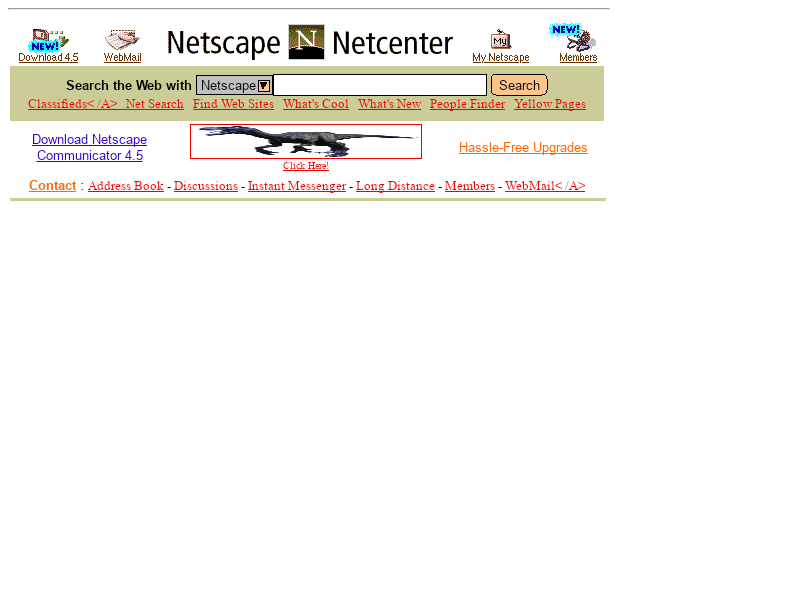 NEW! Download 4.5 WebMail Netscape N Netcenter My My Netscape NEW! Members
Search the Web with Netscape Search
Classifieds< /A> Net Search Find Web Sites What's Cool What's New People Finder Yellow Pages
Download Netscape
Communicator 4.5
Click Here!
Hassle-Free Upgrades
Contact : Address Book - Discussions - Instant Messenger - Long Distance - Members - WebMail< /A>